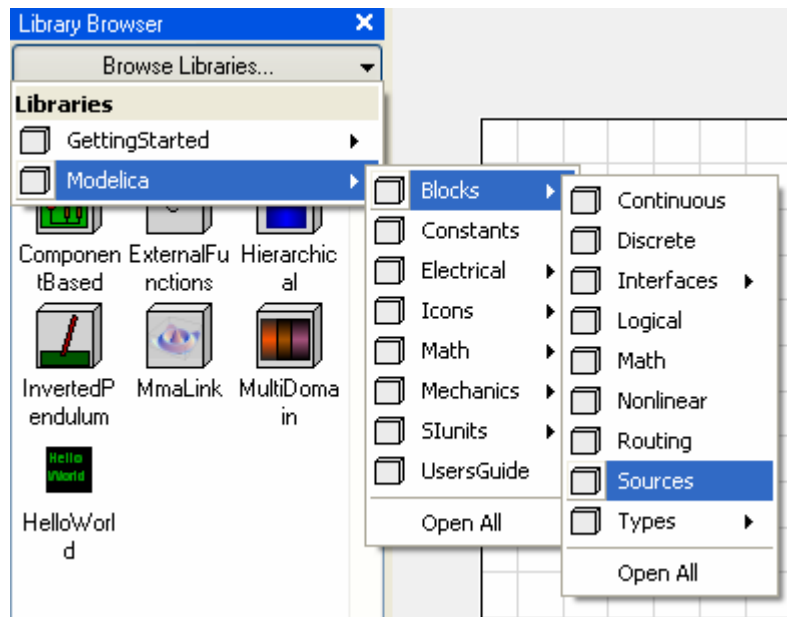 Library Browser
Browse Libraries...
Libraries
GettingStarted
Modelica
Componen
tBased
ExternalFu
nctions
Hierarchic
al
InvertedP
endulum
MmaLink
MultiDoma
in
Hello
World
HelloWorl
d
Blocks
Constants
Electrical
Icons
Math
Mechanics
SIunits
UsersGuide
Open All
Continuous
Discrete
Interfaces
Logical
Math
Nonlinear
Routing
Sources
Types
Open All